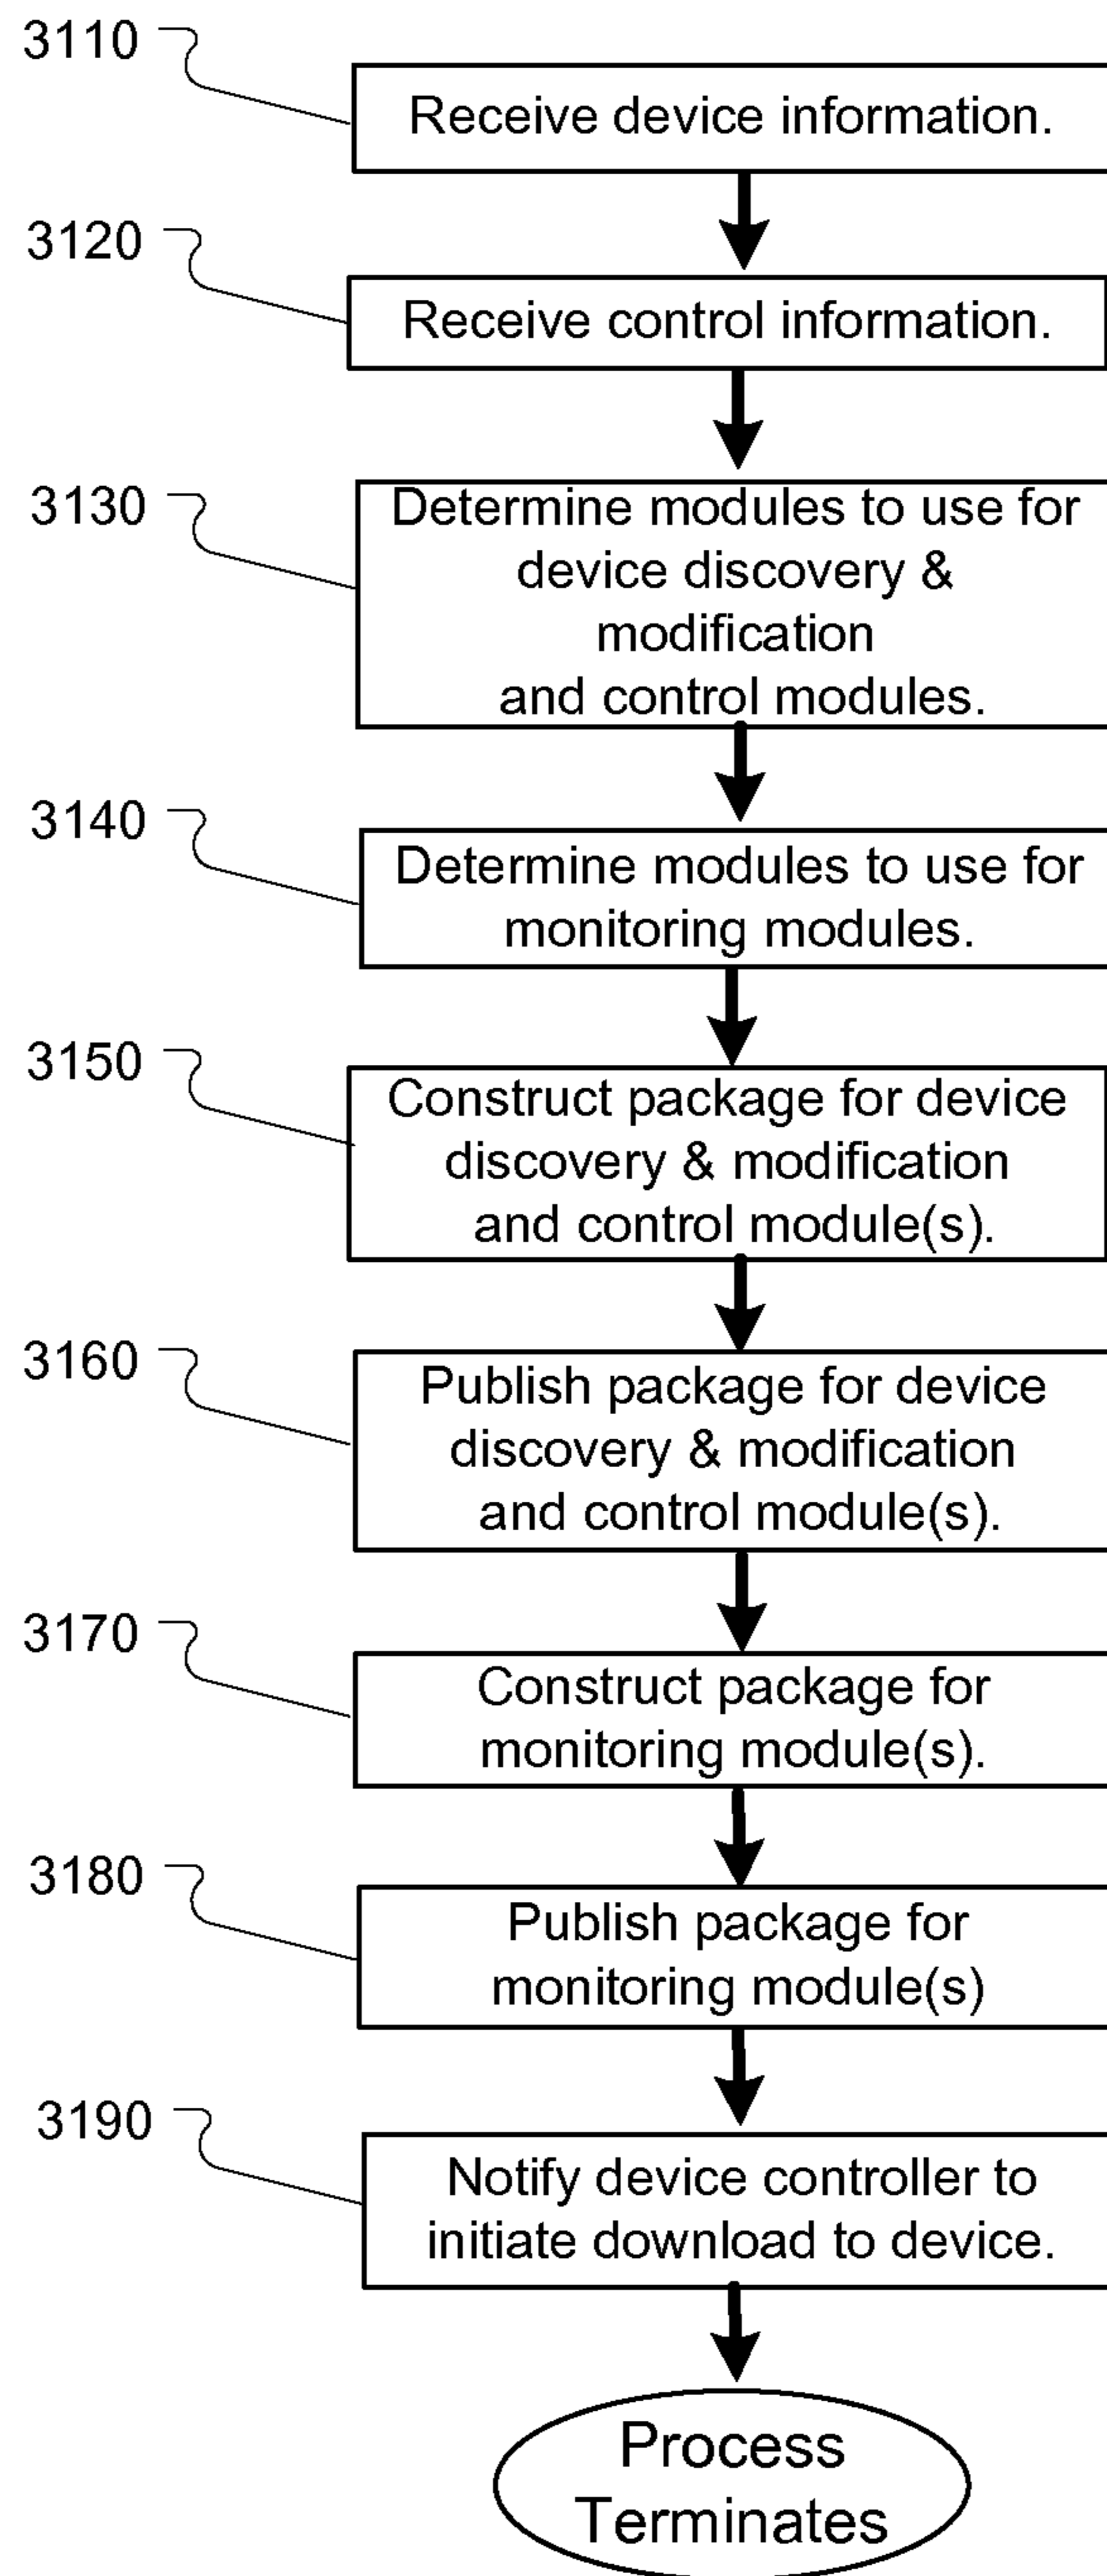 3110
Receive device information.
3120
Receive control information.
3130
Determine modules to use for
device discovery &
modification
and control modules.
3140
Determine modules to use for
monitoring modules.
3150
Construct package for device
discovery & modification
and control module(s).
3160
Publish package for device
discovery & modification
and control module(s).
3170
Construct package for
monitoring module(s).
3180
Publish package for
monitoring module(s)
3190
Notify device controller to
initiate download to device.
Process
Terminates